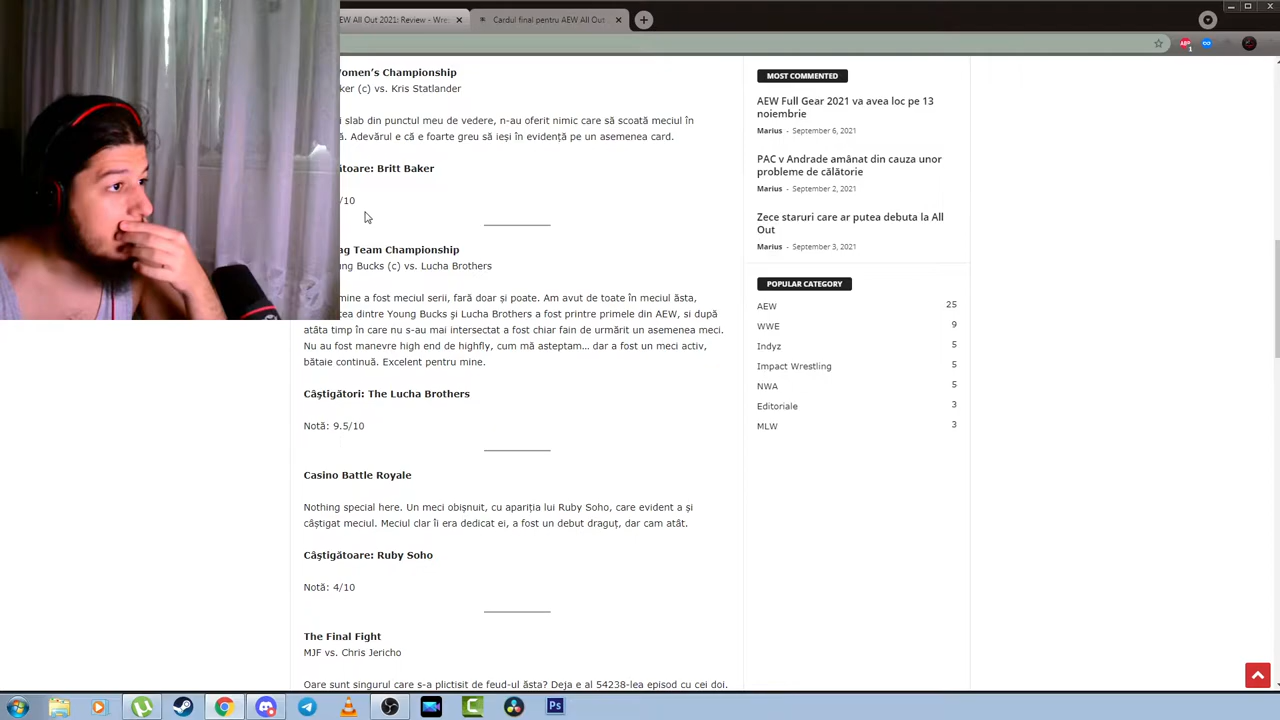 AEW All Out 2021: Review - Wre
Cardul final pentru AEW All Out
Women's Championship
ker (c) vs. Kris Statlander
i slab din punctul meu de vedere, n-au oferit nimic care să scoată meciul în
ă. Adevărul e că e foarte greu să ieși în evidență pe un asemenea card.
ătoare: Britt Baker
/10
ag Team Championship
ng Bucks (c) vs. Lucha Brothers
mine a fost meciul serii, fară doar și poate. Am avut de toate în meciul ăsta,
tea dintre Young Bucks și Lucha Brothers a fost printre primele din AEW, si după
atâta timp în care nu s-au mai intersectat a fost chiar fain de urmărit un asemenea meci.
Nu au fost manevre high end de highfly, cum mă asteptam... dar a fost un meci activ,
bătaie continuă. Excelent pentru mine.
Câștigători: The Lucha Brothers
Notă: 9.5/10
Casino Battle Royale
Nothing special here. Un meci obișnuit, cu apariția lui Ruby Soho, care evident a și
câștigat meciul. Meciul clar îi era dedicat ei, a fost un debut draguț, dar cam atât.
Câștigătoare: Ruby Soho
Notă: 4/10
The Final Fight
MJF vs. Chris Jericho
Oare sunt singurul care s-a plictisit de feud-ul ăsta? Deja e al 54238-lea episod cu cei doi.
MOST COMMENTED
AEW Full Gear 2021 va avea loc pe 13
noiembrie
Marius - September 6, 2021
PAC v Andrade amânat din cauza unor
probleme de călătorie
Marius - September 2, 2021
Zece staruri care ar putea debuta la All
Out
Marius - September 3, 2021
POPULAR CATEGORY
AEW 25
WWE 9
Indyz 5
Impact Wrestling 5
NWA 5
Editoriale 3
MLW 3